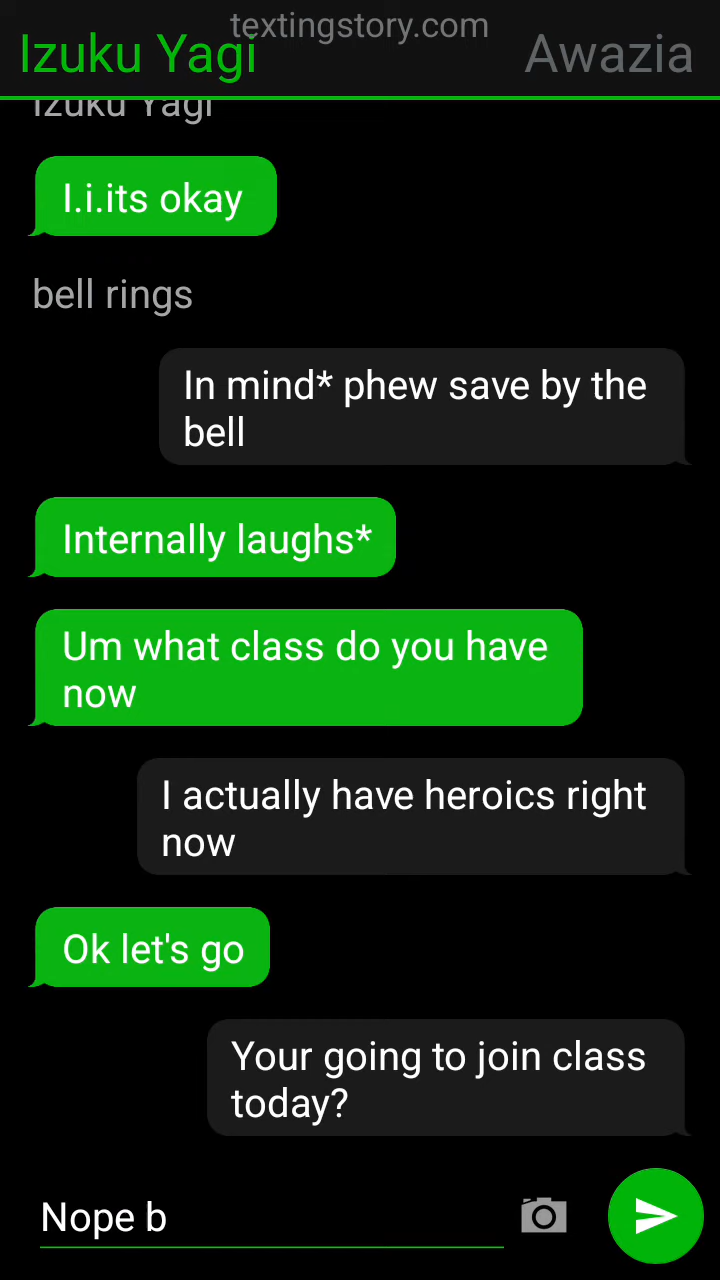 textingstory.com
Izuku Yagi
Awazia
Izuku Yagi
I.i.its okay
bell rings
In mind* phew save by the
bell
Internally laughs*
Um what class do you have
now
I actually have heroics right
now
Ok let's go
Your going to join class
today?
Nope b